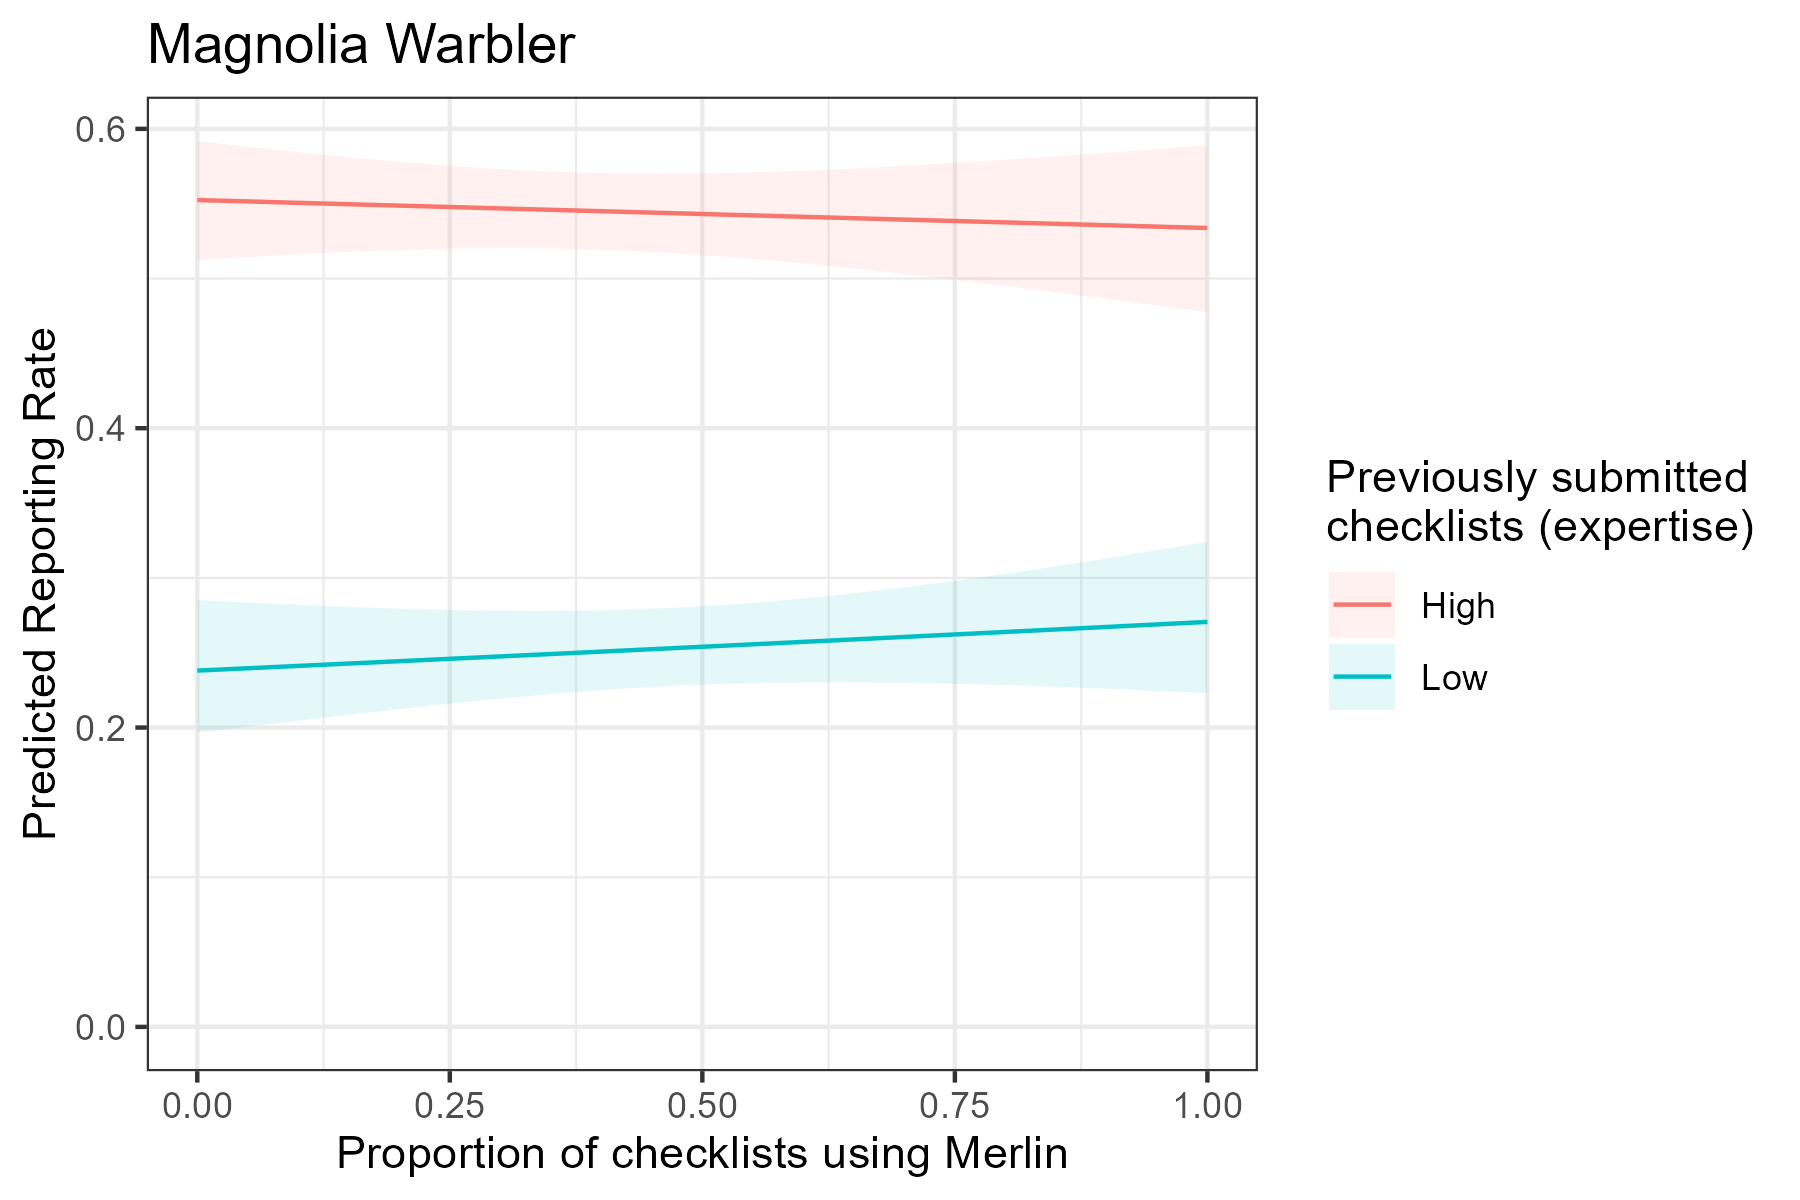 Magnolia Warbler
Predicted Reporting Rate
0.6
0.4
0.2
0.0
0.00 0.25 0.50 0.75 1.00
Proportion of checklists using Merlin
Previously submitted
checklists (expertise)
High
Low